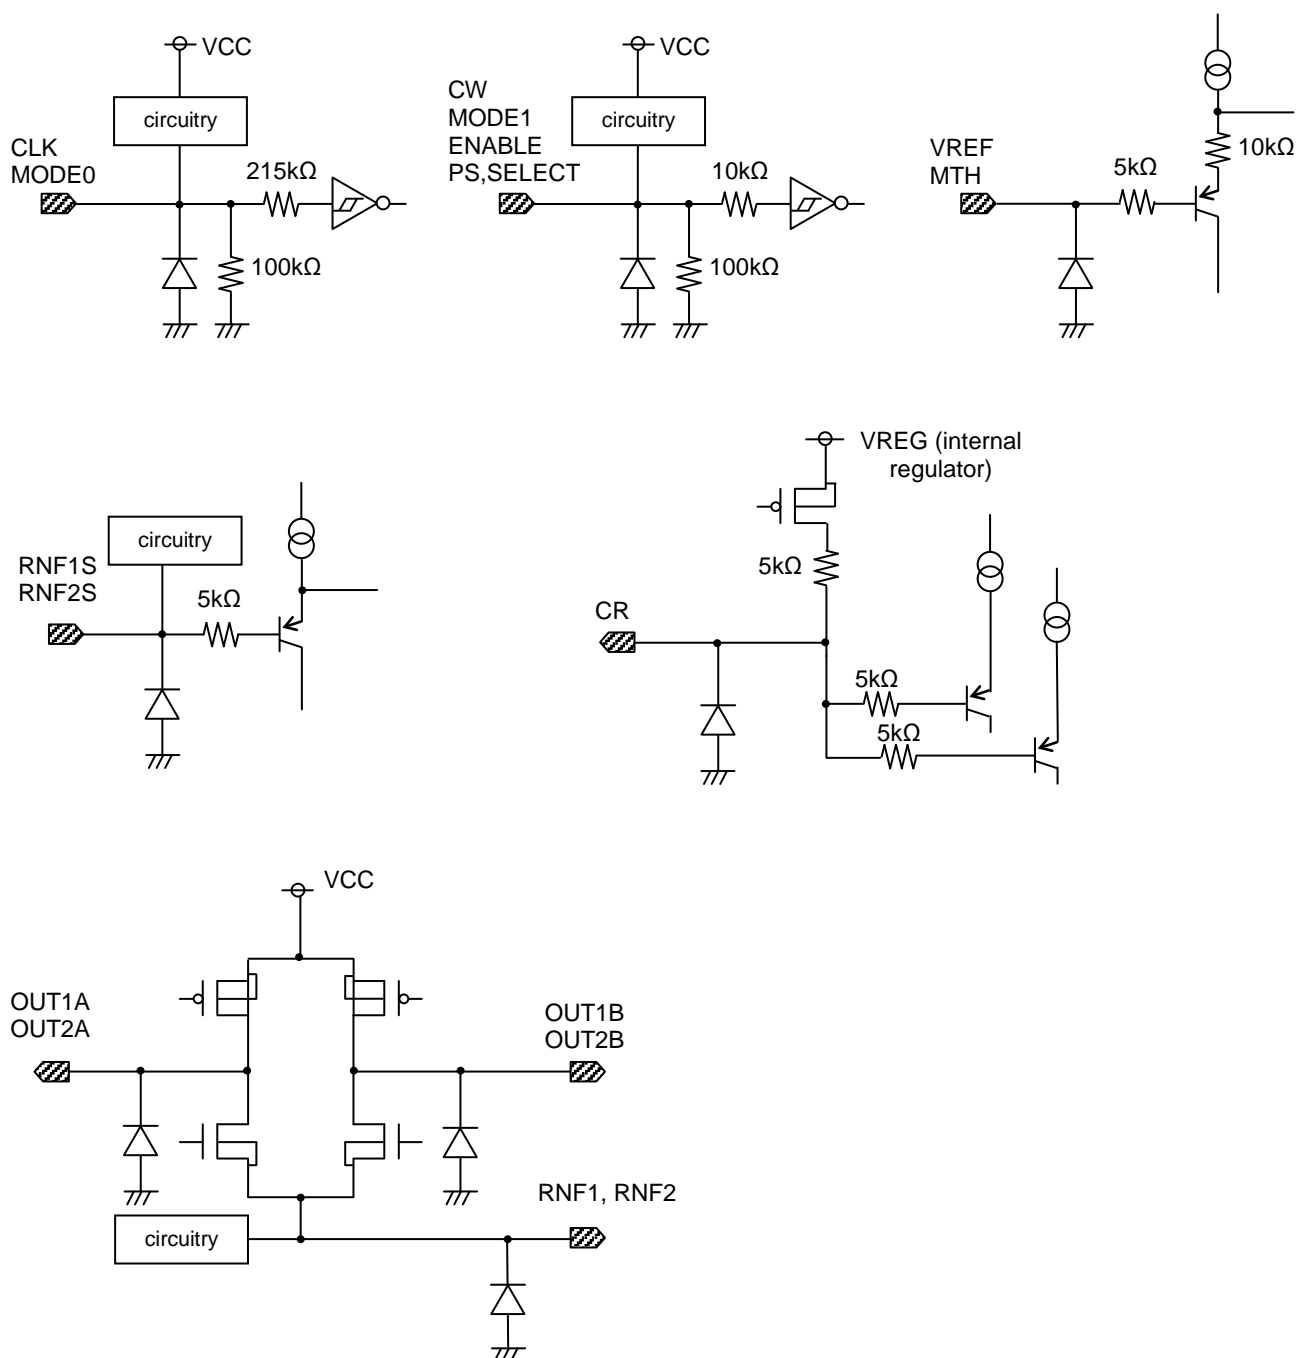 VCC
circuitry
CLK
MODE0
215kΩ
100kΩ
VCC
CW
MODE1
ENABLE
PS,SELECT
circuitry
10kΩ
100kΩ
VREF
MTH
5kΩ
10kΩ
circuitry
RNF1S
RNF2S
5kΩ
VREG (internal
regulator)
5kΩ
CR
5kΩ
5kΩ
VCC
OUT1A
OUT2A
OUT1B
OUT2B
RNF1, RNF2
circuitry